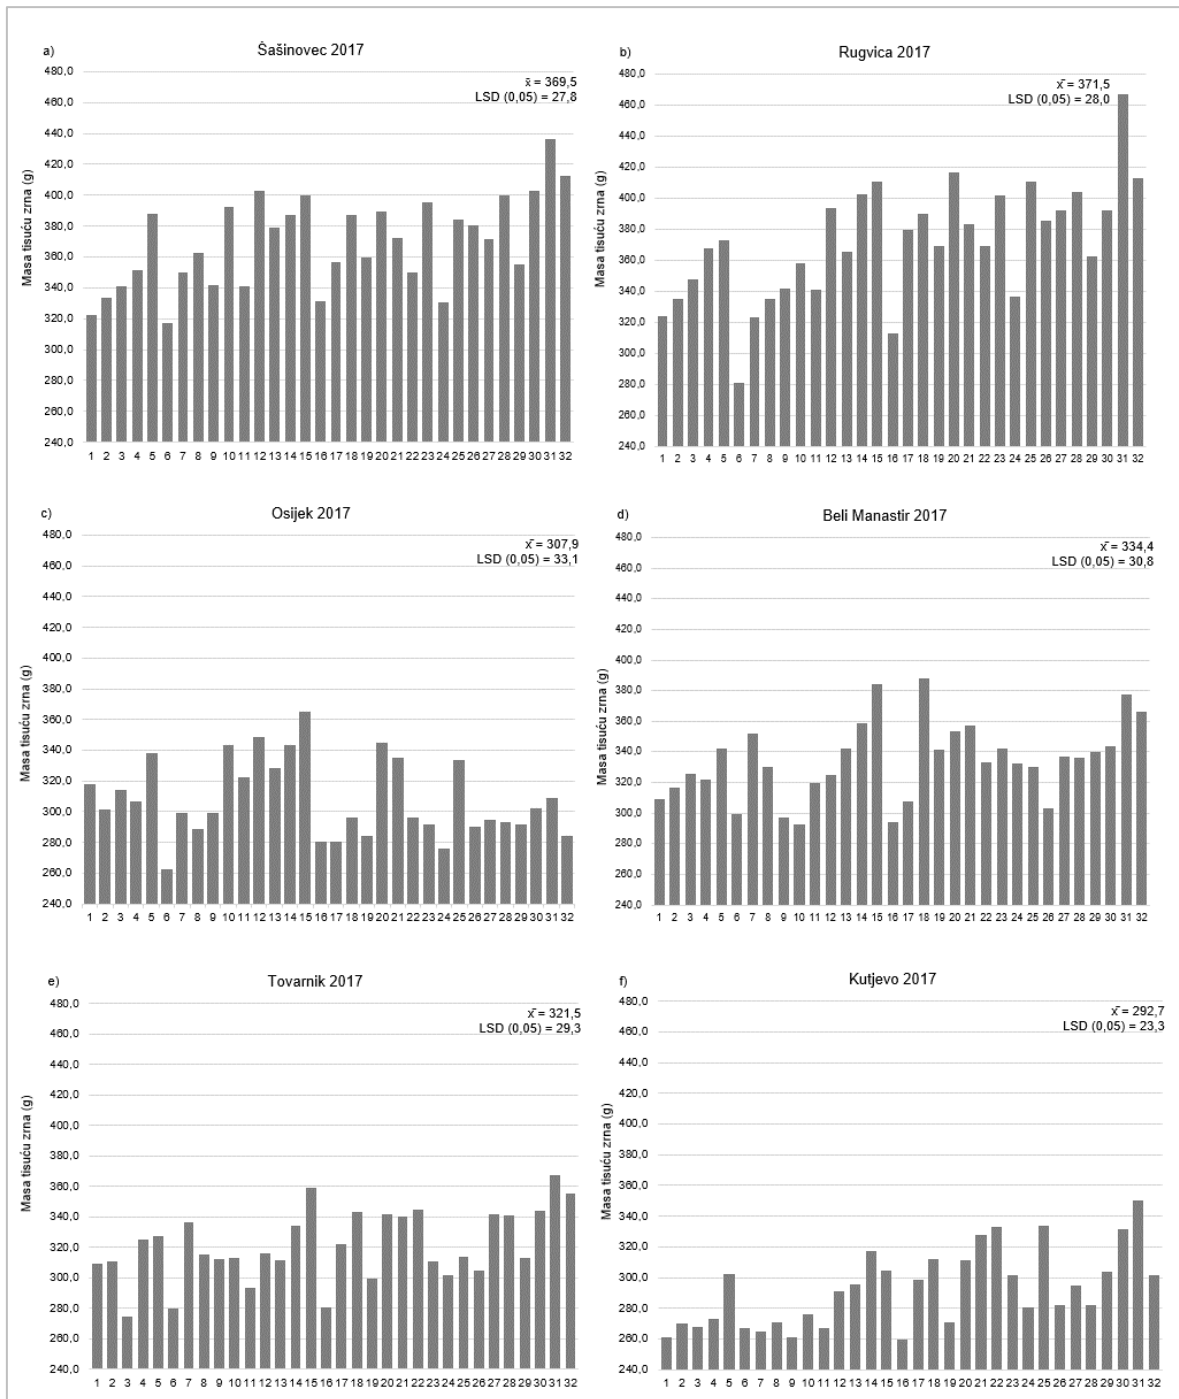 a)
Šašinovec 2017
x̄ = 369,5
LSD (0,05) = 27,8
Masa tisuću zrna (g)
480,0
460,0
440,0
420,0
400,0
380,0
360,0
340,0
320,0
300,0
280,0
260,0
240,0
1 2 3 4 5 6 7 8 9 10 11 12 13 14 15 16 17 18 19 20 21 22 23 24 25 26 27 28 29 30 31 32
b)
Rugvica 2017
x̄ = 371,5
LSD (0,05) = 28,0
Masa tisuću zrna (g)
480,0
460,0
440,0
420,0
400,0
380,0
360,0
340,0
320,0
300,0
280,0
260,0
240,0
1 2 3 4 5 6 7 8 9 10 11 12 13 14 15 16 17 18 19 20 21 22 23 24 25 26 27 28 29 30 31 32
c)
Osijek 2017
x̄ = 307,9
LSD (0,05) = 33,1
Masa tisuću zrna (g)
480,0
460,0
440,0
420,0
400,0
380,0
360,0
340,0
320,0
300,0
280,0
260,0
240,0
1 2 3 4 5 6 7 8 9 10 11 12 13 14 15 16 17 18 19 20 21 22 23 24 25 26 27 28 29 30 31 32
d)
Beli Manastir 2017
x̄ = 334,4
LSD (0,05) = 30,8
Masa tisuću zrna (g)
480,0
460,0
440,0
420,0
400,0
380,0
360,0
340,0
320,0
300,0
280,0
260,0
240,0
1 2 3 4 5 6 7 8 9 10 11 12 13 14 15 16 17 18 19 20 21 22 23 24 25 26 27 28 29 30 31 32
e)
Tovarnik 2017
x̄ = 321,5
LSD (0,05) = 29,3
Masa tisuću zrna (g)
480,0
460,0
440,0
420,0
400,0
380,0
360,0
340,0
320,0
300,0
280,0
260,0
240,0
1 2 3 4 5 6 7 8 9 10 11 12 13 14 15 16 17 18 19 20 21 22 23 24 25 26 27 28 29 30 31 32
f)
Kutjevo 2017
x̄ = 292,7
LSD (0,05) = 23,3
Masa tisuću zrna (g)
480,0
460,0
440,0
420,0
400,0
380,0
360,0
340,0
320,0
300,0
280,0
260,0
240,0
1 2 3 4 5 6 7 8 9 10 11 12 13 14 15 16 17 18 19 20 21 22 23 24 25 26 27 28 29 30 31 32